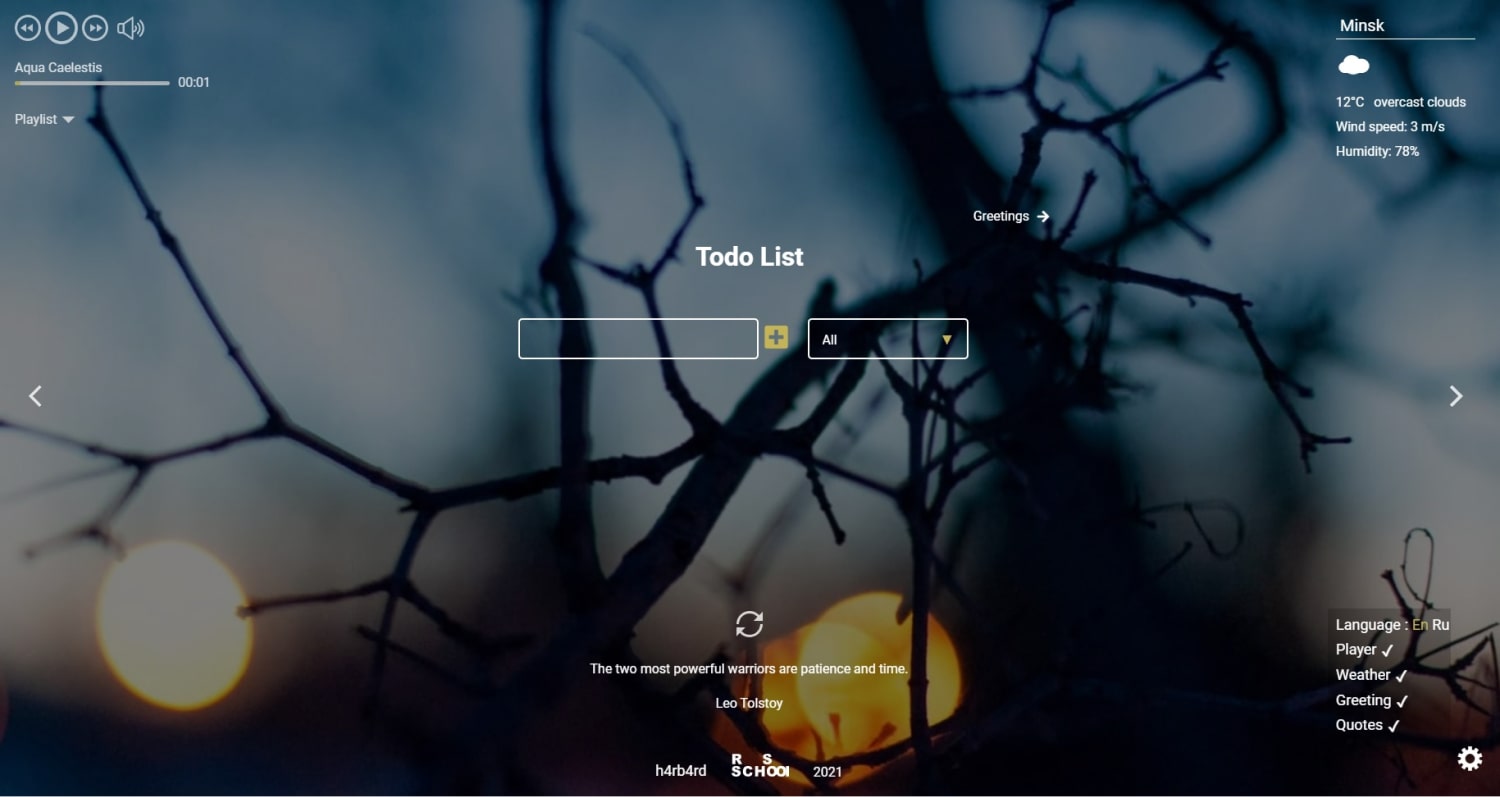 Aqua Caelestis
00:01
Playlist
Minsk
12°C overcast clouds
Wind speed: 3 m/s
Humidity: 78%
Greetings
Todo List
All
The two most powerful warriors are patience and time.
Leo Tolstoy
Language : En Ru
Player
Weather
Greeting
Quotes
h4rb4rd
R S
SCHOOL
2021